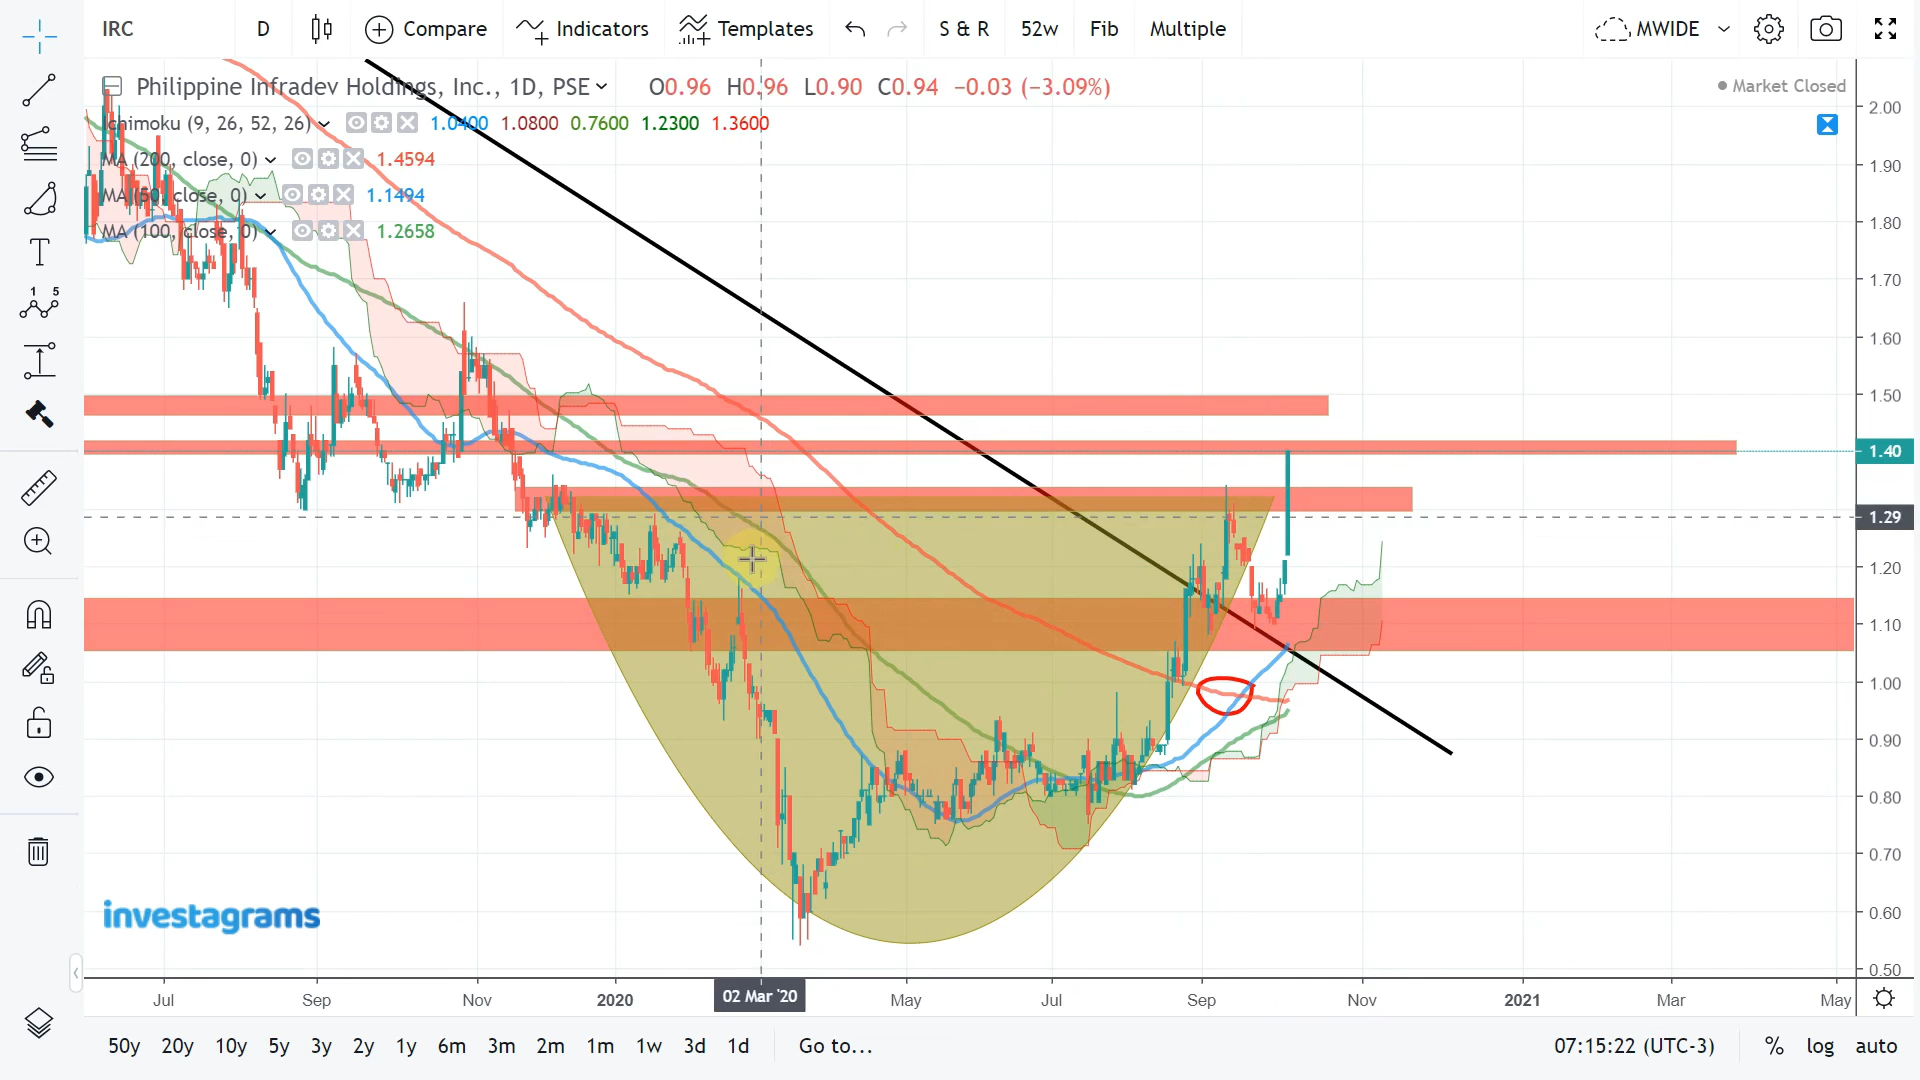 IRC D Compare Indicators Templates S & R 52w Fib Multiple MWIDE
Philippine Infradev Holdings, Inc., 1D, PSE O0.96 H0.96 L0.90 C0.94 −0.03 (−3.09%)
Market Closed
Ichimoku (9, 26, 52, 26) 1.0400 1.0800 0.7600 1.2300 1.3600
MA (200, close, 0) 1.4594
MA (50, close, 0) 1.1494
MA (100, close, 0) 1.2658
1 5
2.00
1.90
1.80
1.70
1.60
1.50
1.40
1.29
1.20
1.10
1.00
0.90
0.80
0.70
0.60
0.50
investagrams
Jul Sep Nov 2020 02 Mar '20 May Jul Sep Nov 2021 Mar May
50y 20y 10y 5y 3y 2y 1y 6m 3m 2m 1m 1w 3d 1d Go to... 07:15:22 (UTC-3) % log auto